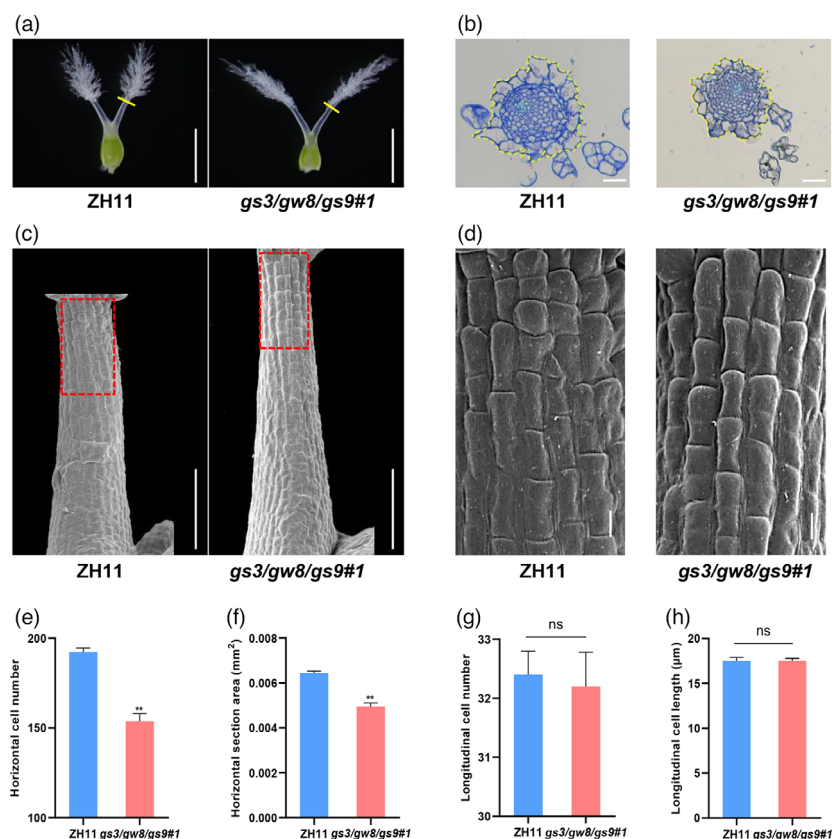 (a)
(b)
ZH11
gs3/gw8/gs9#1
ZH11
gs3/gw8/gs9#1
(c)
(d)
ZH11
gs3/gw8/gs9#1
ZH11
gs3/gw8/gs9#1
(e)
Horizontal cell number
200
150
100
**
ZH11 gs3/gw8/gs9#1
(f)
Horizontal section area (mm²)
0.008
0.006
0.004
0.002
0.000
**
ZH11 gs3/gw8/gs9#1
(g)
Longitudinal cell number
33
32
31
30
ns
ZH11 gs3/gw8/gs9#1
(h)
Longitudinal cell length (μm)
20
15
10
5
0
ns
ZH11 gs3/gw8/gs9#1